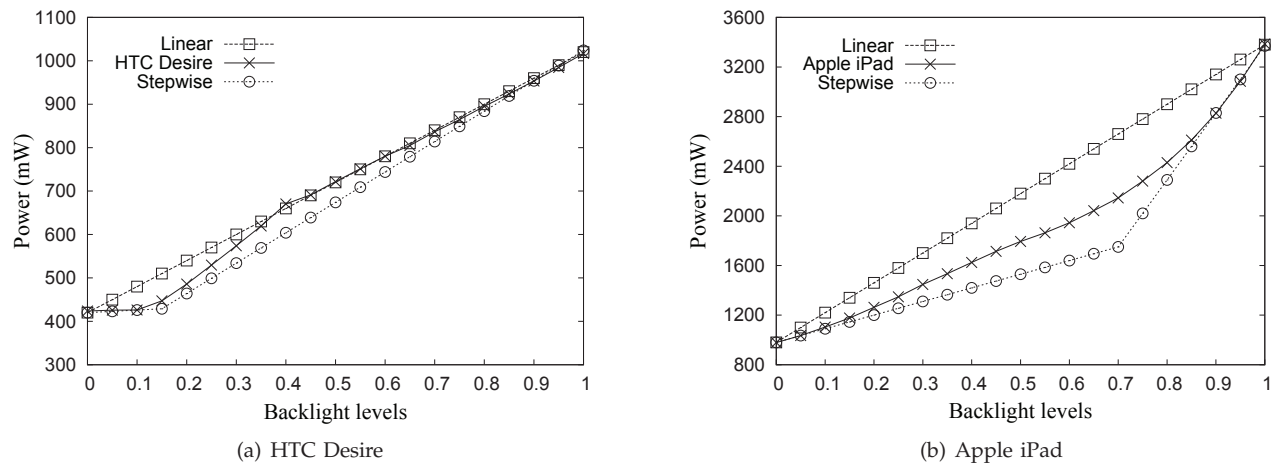 1100
1000
900
800
700
600
500
400
300
Power (mW)
Linear
HTC Desire
Stepwise
0 0.1 0.2 0.3 0.4 0.5 0.6 0.7 0.8 0.9 1
Backlight levels
(a) HTC Desire
3600
3200
2800
2400
2000
1600
1200
800
Power (mW)
Linear
Apple iPad
Stepwise
0 0.1 0.2 0.3 0.4 0.5 0.6 0.7 0.8 0.9 1
Backlight levels
(b) Apple iPad